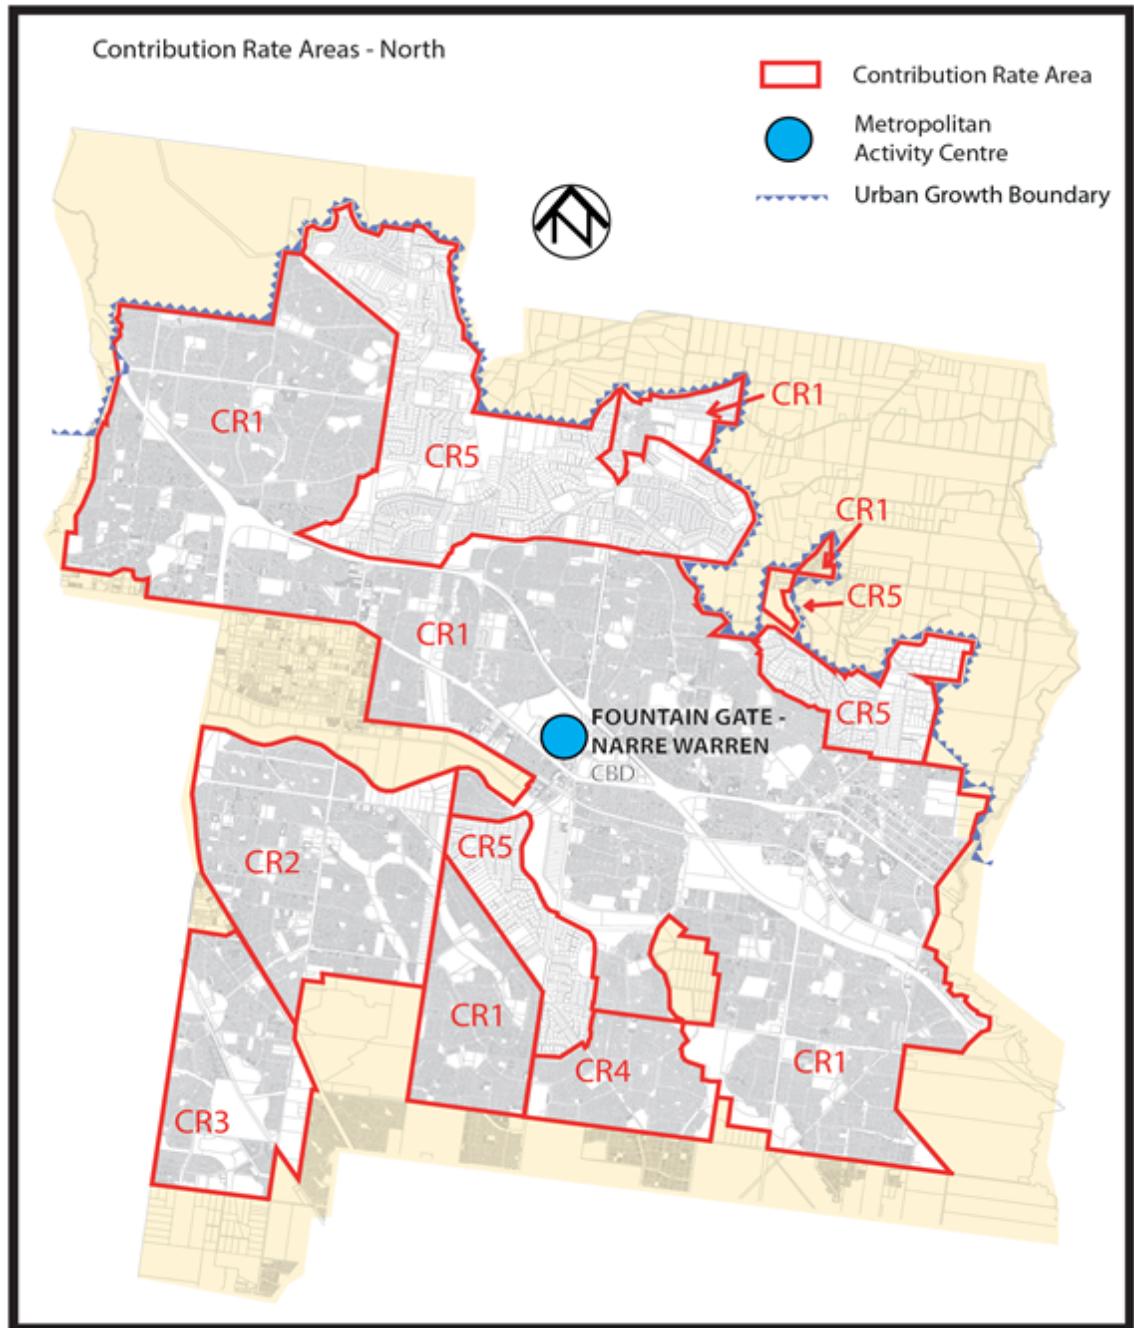 Contribution Rate Areas - North
Contribution Rate Area
Metropolitan
Activity Centre
Urban Growth Boundary
N
CR1
CR1
CR5
CR1
CR5
CR1
CR5
FOUNTAIN GATE -
NARRE WARREN
CBD
CR5
CR2
CR1
CR4
CR1
CR3